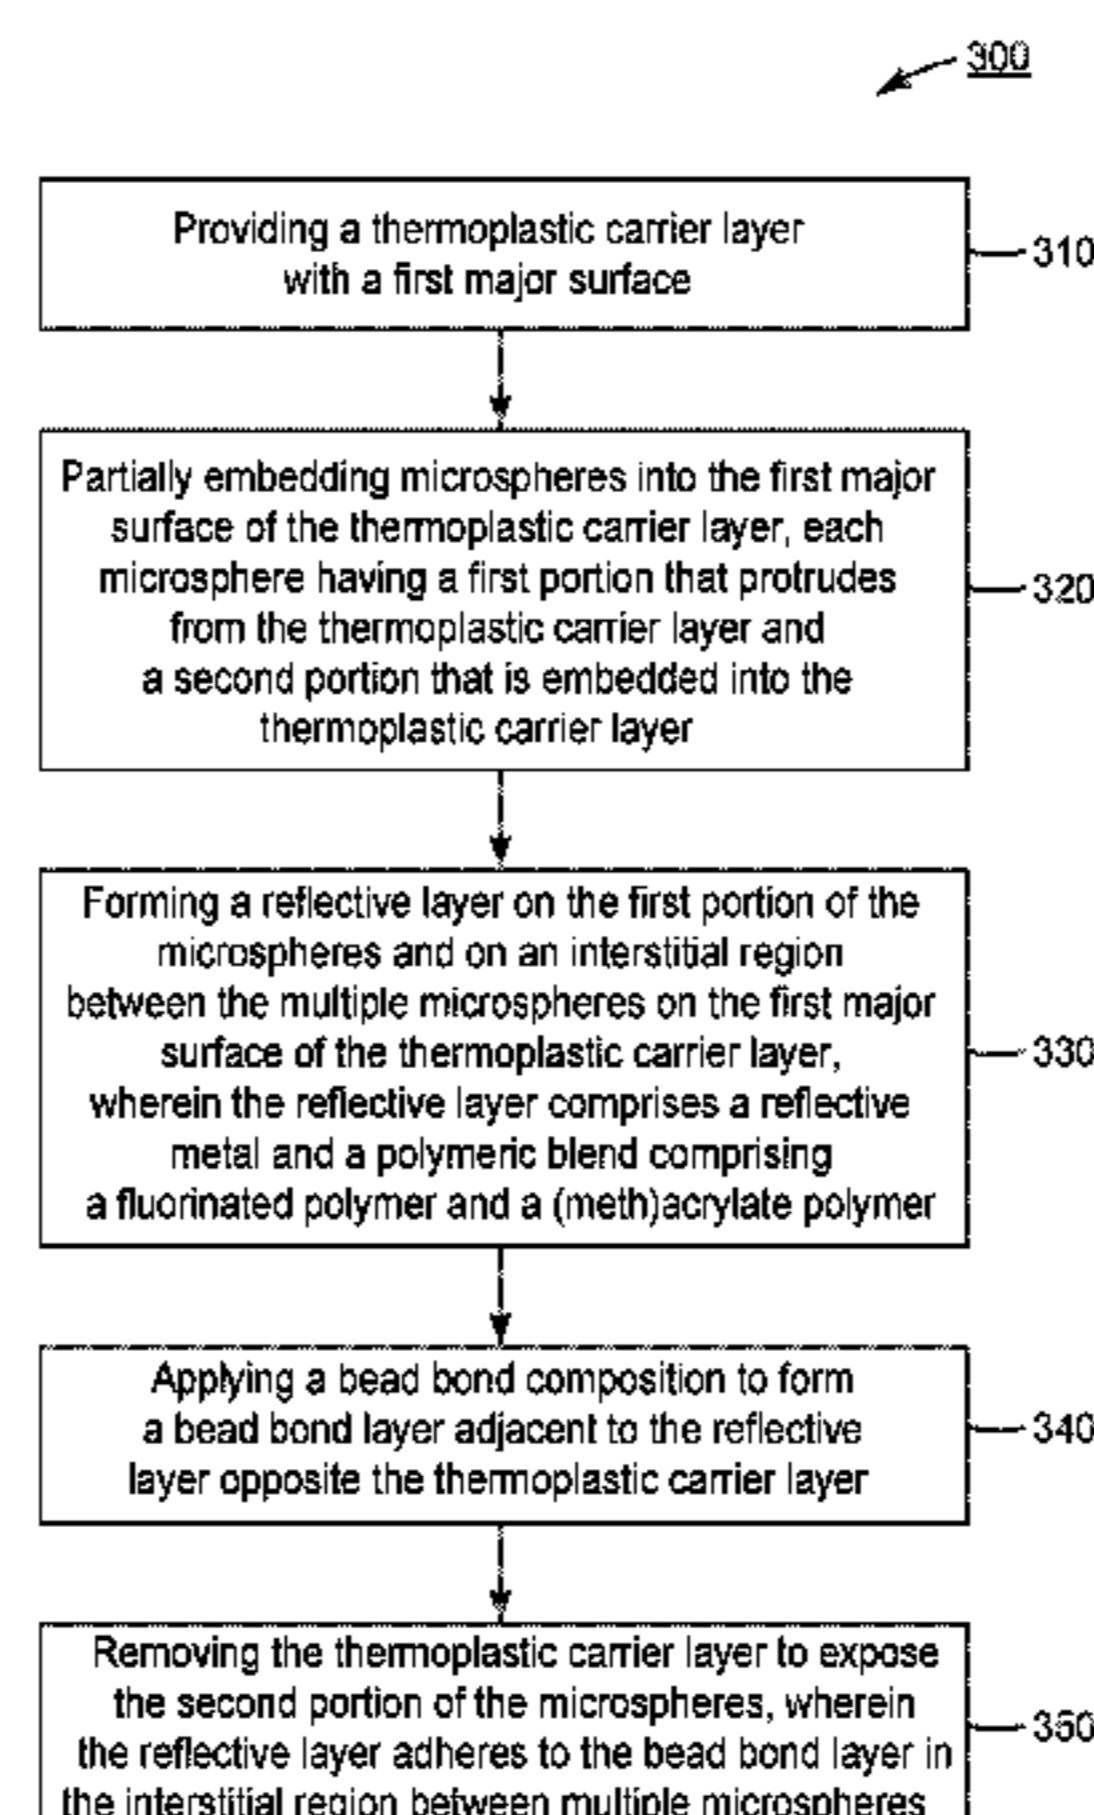 300
Providing a thermoplastic carrier layer
with a first major surface
310
Partially embedding microspheres into the first major
surface of the thermoplastic carrier layer, each
microsphere having a first portion that protrudes
from the thermoplastic carrier layer and
a second portion that is embedded into the
thermoplastic carrier layer
320
Forming a reflective layer on the first portion of the
microspheres and on an interstitial region
between the multiple microspheres on the first major
surface of the thermoplastic carrier layer,
wherein the reflective layer comprises a reflective
metal and a polymeric blend comprising
a fluorinated polymer and a (meth)acrylate polymer
330
Applying a bead bond composition to form
a bead bond layer adjacent to the reflective
layer opposite the thermoplastic carrier layer
340
Removing the thermoplastic carrier layer to expose
the second portion of the microspheres, wherein
the reflective layer adheres to the bead bond layer in
the interstitial region between multiple microspheres
350